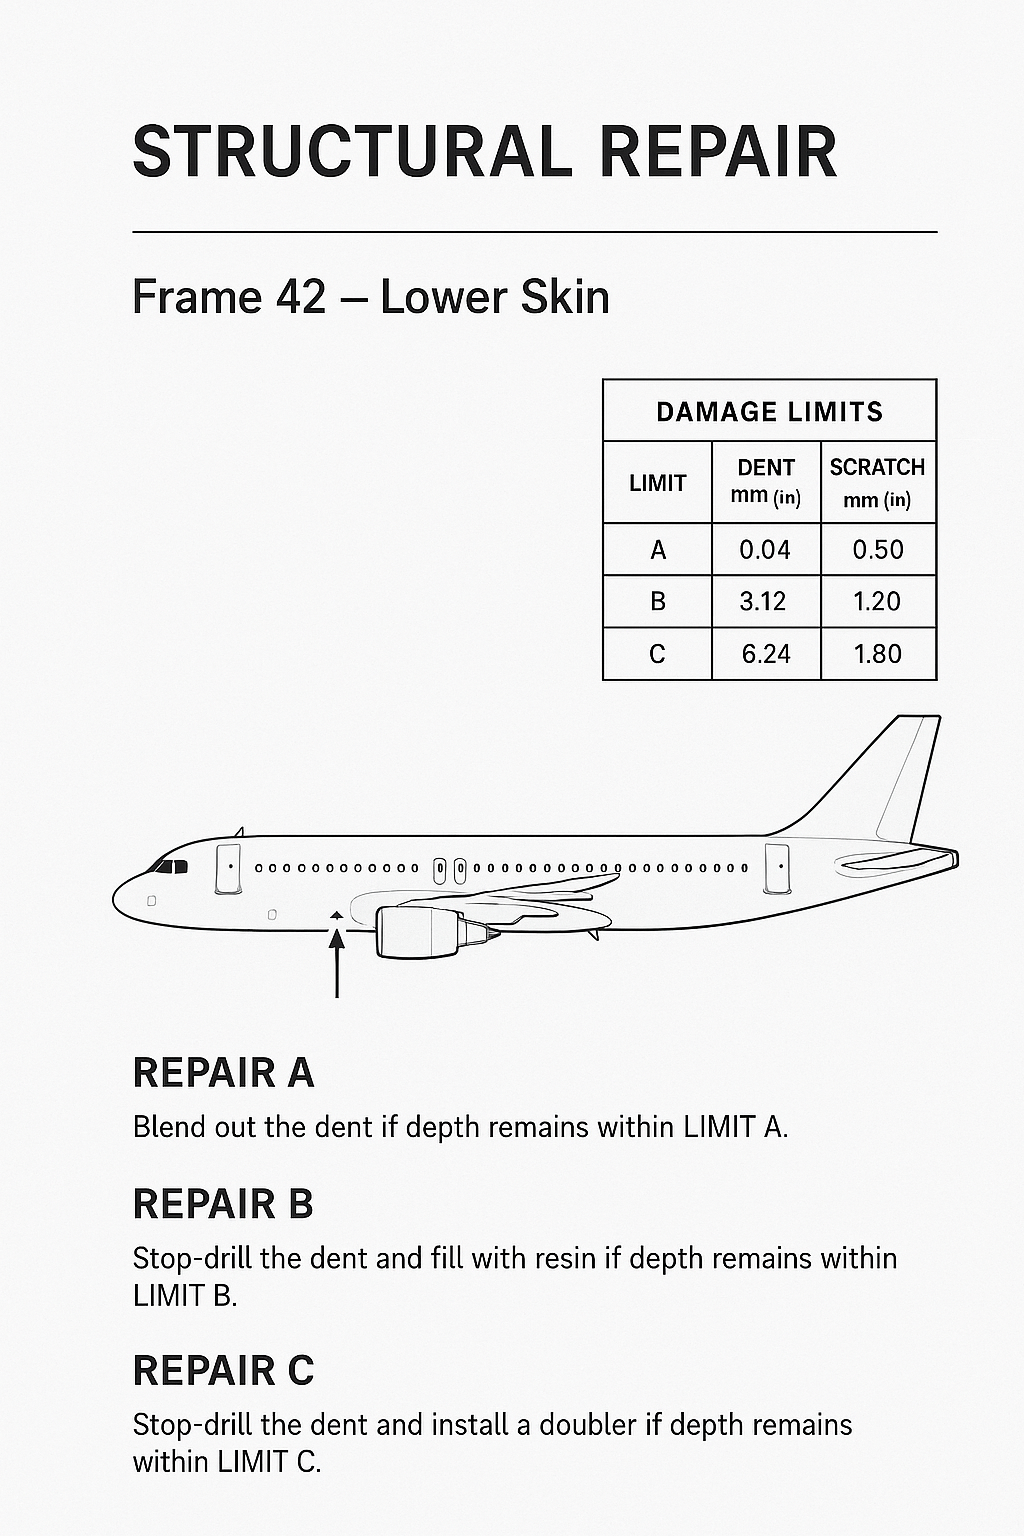 STRUCTURAL REPAIR
Frame 42 – Lower Skin
DAMAGE LIMITS
LIMIT DENT mm (in) SCRATCH mm (in)
A 0.04 0.50
B 3.12 1.20
C 6.24 1.80
REPAIR A
Blend out the dent if depth remains within LIMIT A.
REPAIR B
Stop-drill the dent and fill with resin if depth remains within
LIMIT B.
REPAIR C
Stop-drill the dent and install a doubler if depth remains
within LIMIT C.